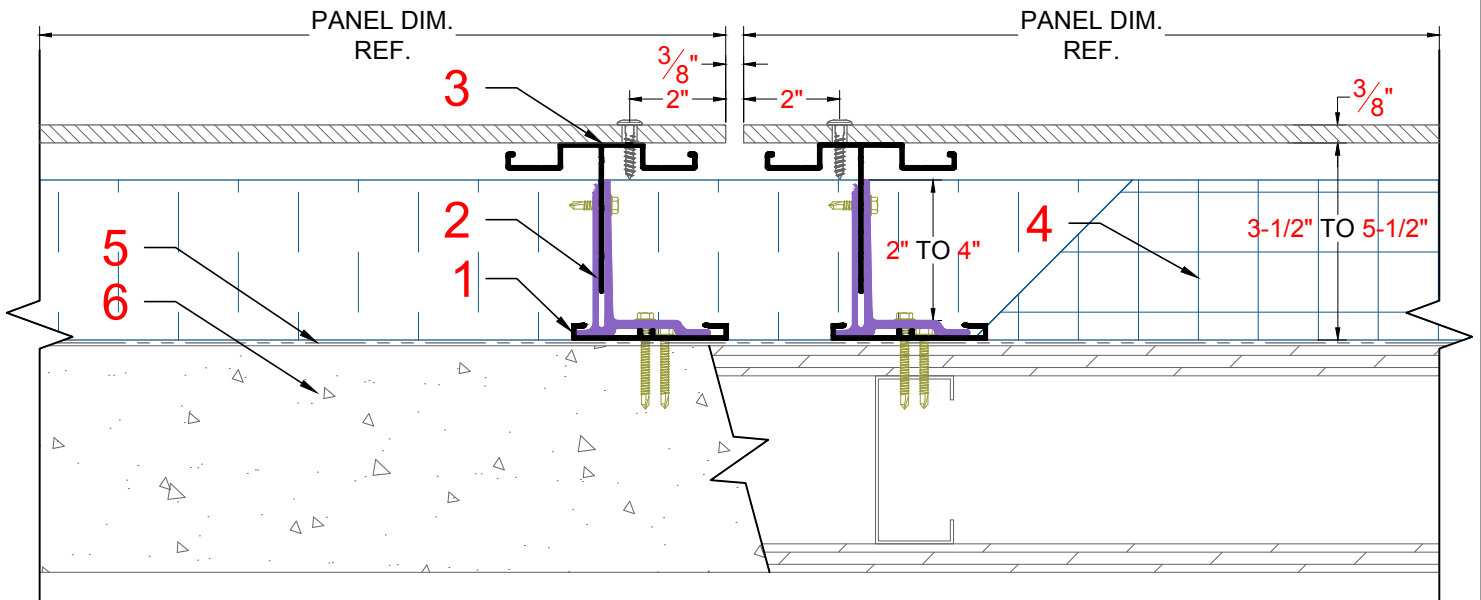 PANEL DIM.
REF.
PANEL DIM.
REF.
3/8"
2"
2"
3/8"
3
2
1
5
6
4
2" TO 4"
3-1/2" TO 5-1/2"